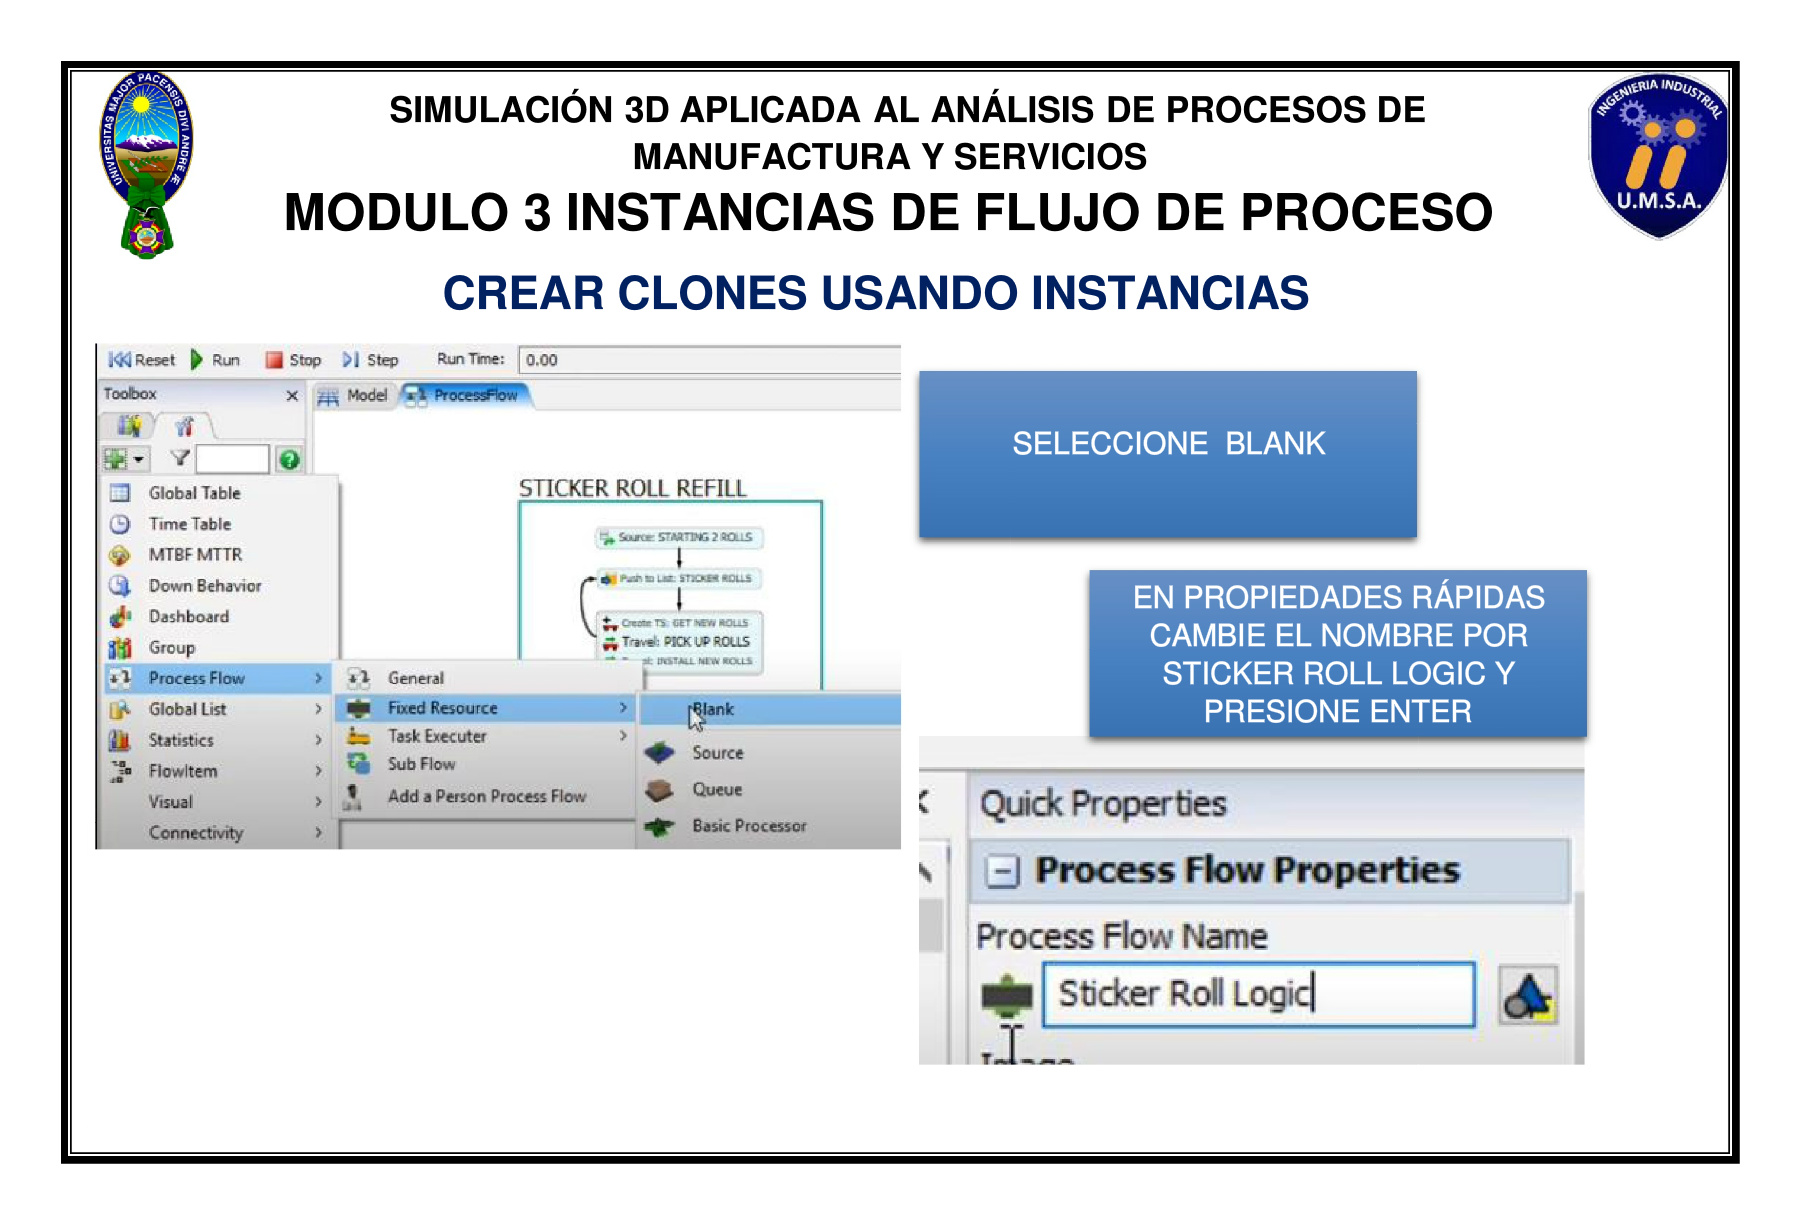 SIMULACIÓN 3D APLICADA AL ANÁLISIS DE PROCESOS DE
MANUFACTURA Y SERVICIOS
MODULO 3 INSTANCIAS DE FLUJO DE PROCESO
UNIVERSITAS MAJOR PACENSIS DIVI ANDRE Æ
INGENIERIA INDUSTRIAL
U.M.S.A.
CREAR CLONES USANDO INSTANCIAS
Reset Run Stop Step Run Time: 0.00
Toolbox
Model ProcessFlow
Global Table
Time Table
MTBF MTTR
Down Behavior
Dashboard
Group
Process Flow
Global List
Statistics
FlowItem
Visual
Connectivity
General
Fixed Resource
Task Executer
Sub Flow
Add a Person Process Flow
Blank
Source
Queue
Basic Processor
STICKER ROLL REFILL
Source: STARTING 2 ROLLS
Push to List: STICKER ROLLS
Create TS: GET NEW ROLLS
Travel: PICK UP ROLLS
INSTALL NEW ROLLS
SELECCIONE BLANK
EN PROPIEDADES RÁPIDAS
CAMBIE EL NOMBRE POR
STICKER ROLL LOGIC Y
PRESIONE ENTER
Quick Properties
Process Flow Properties
Process Flow Name
Sticker Roll Logic
Image